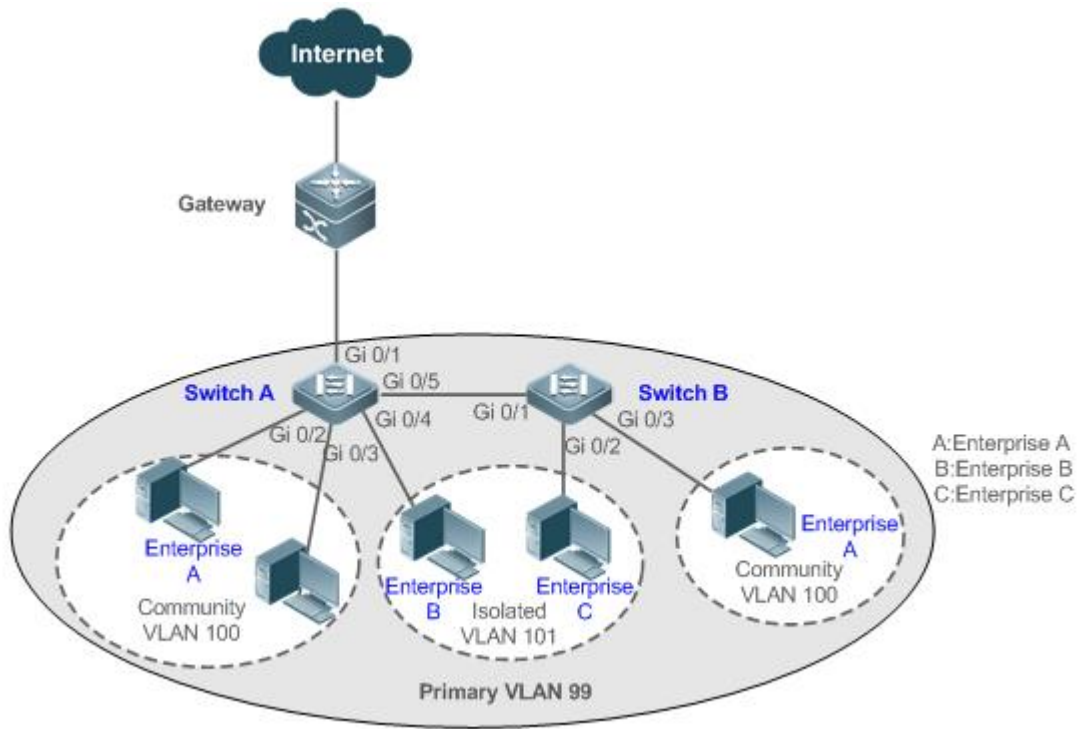 Internet
Gateway
Gi 0/1
Switch A
Gi 0/5
Switch B
Gi 0/4
Gi 0/1
Gi 0/3
Gi 0/2
Gi 0/3
Gi 0/2
A:Enterprise A
B:Enterprise B
C:Enterprise C
Enterprise
A
Community
VLAN 100
Enterprise
B
Isolated
VLAN 101
Enterprise
C
Enterprise
A
Community
VLAN 100
Primary VLAN 99